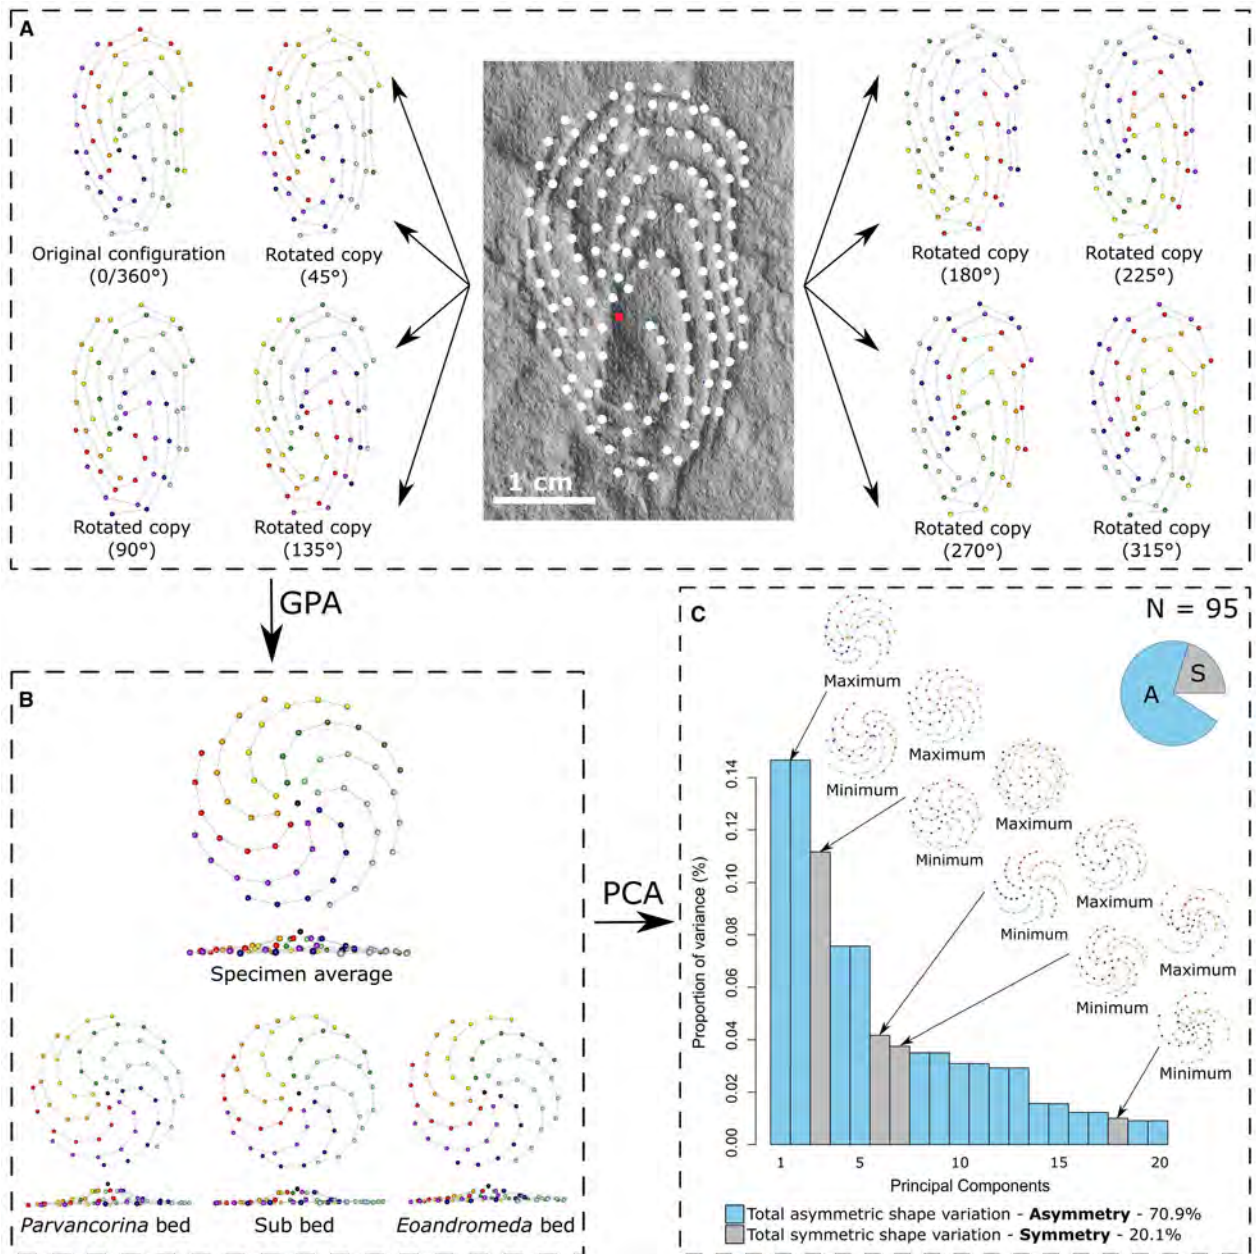 A
Original configuration
(0/360°)
Rotated copy
(45°)
Rotated copy
(90°)
Rotated copy
(135°)
1 cm
Rotated copy
(180°)
Rotated copy
(225°)
Rotated copy
(270°)
Rotated copy
(315°)
GPA
B
Specimen average
Parvancorina bed
Sub bed
Eoandromeda bed
PCA
C
N = 95
A
S
Maximum
Minimum
Maximum
Minimum
Maximum
Minimum
Maximum
Minimum
Maximum
Minimum
Proportion of variance (%)
0.14
0.12
0.10
0.08
0.06
0.04
0.02
0.00
1
5
10
15
20
Principal Components
Total asymmetric shape variation - Asymmetry - 70.9%
Total symmetric shape variation - Symmetry - 20.1%